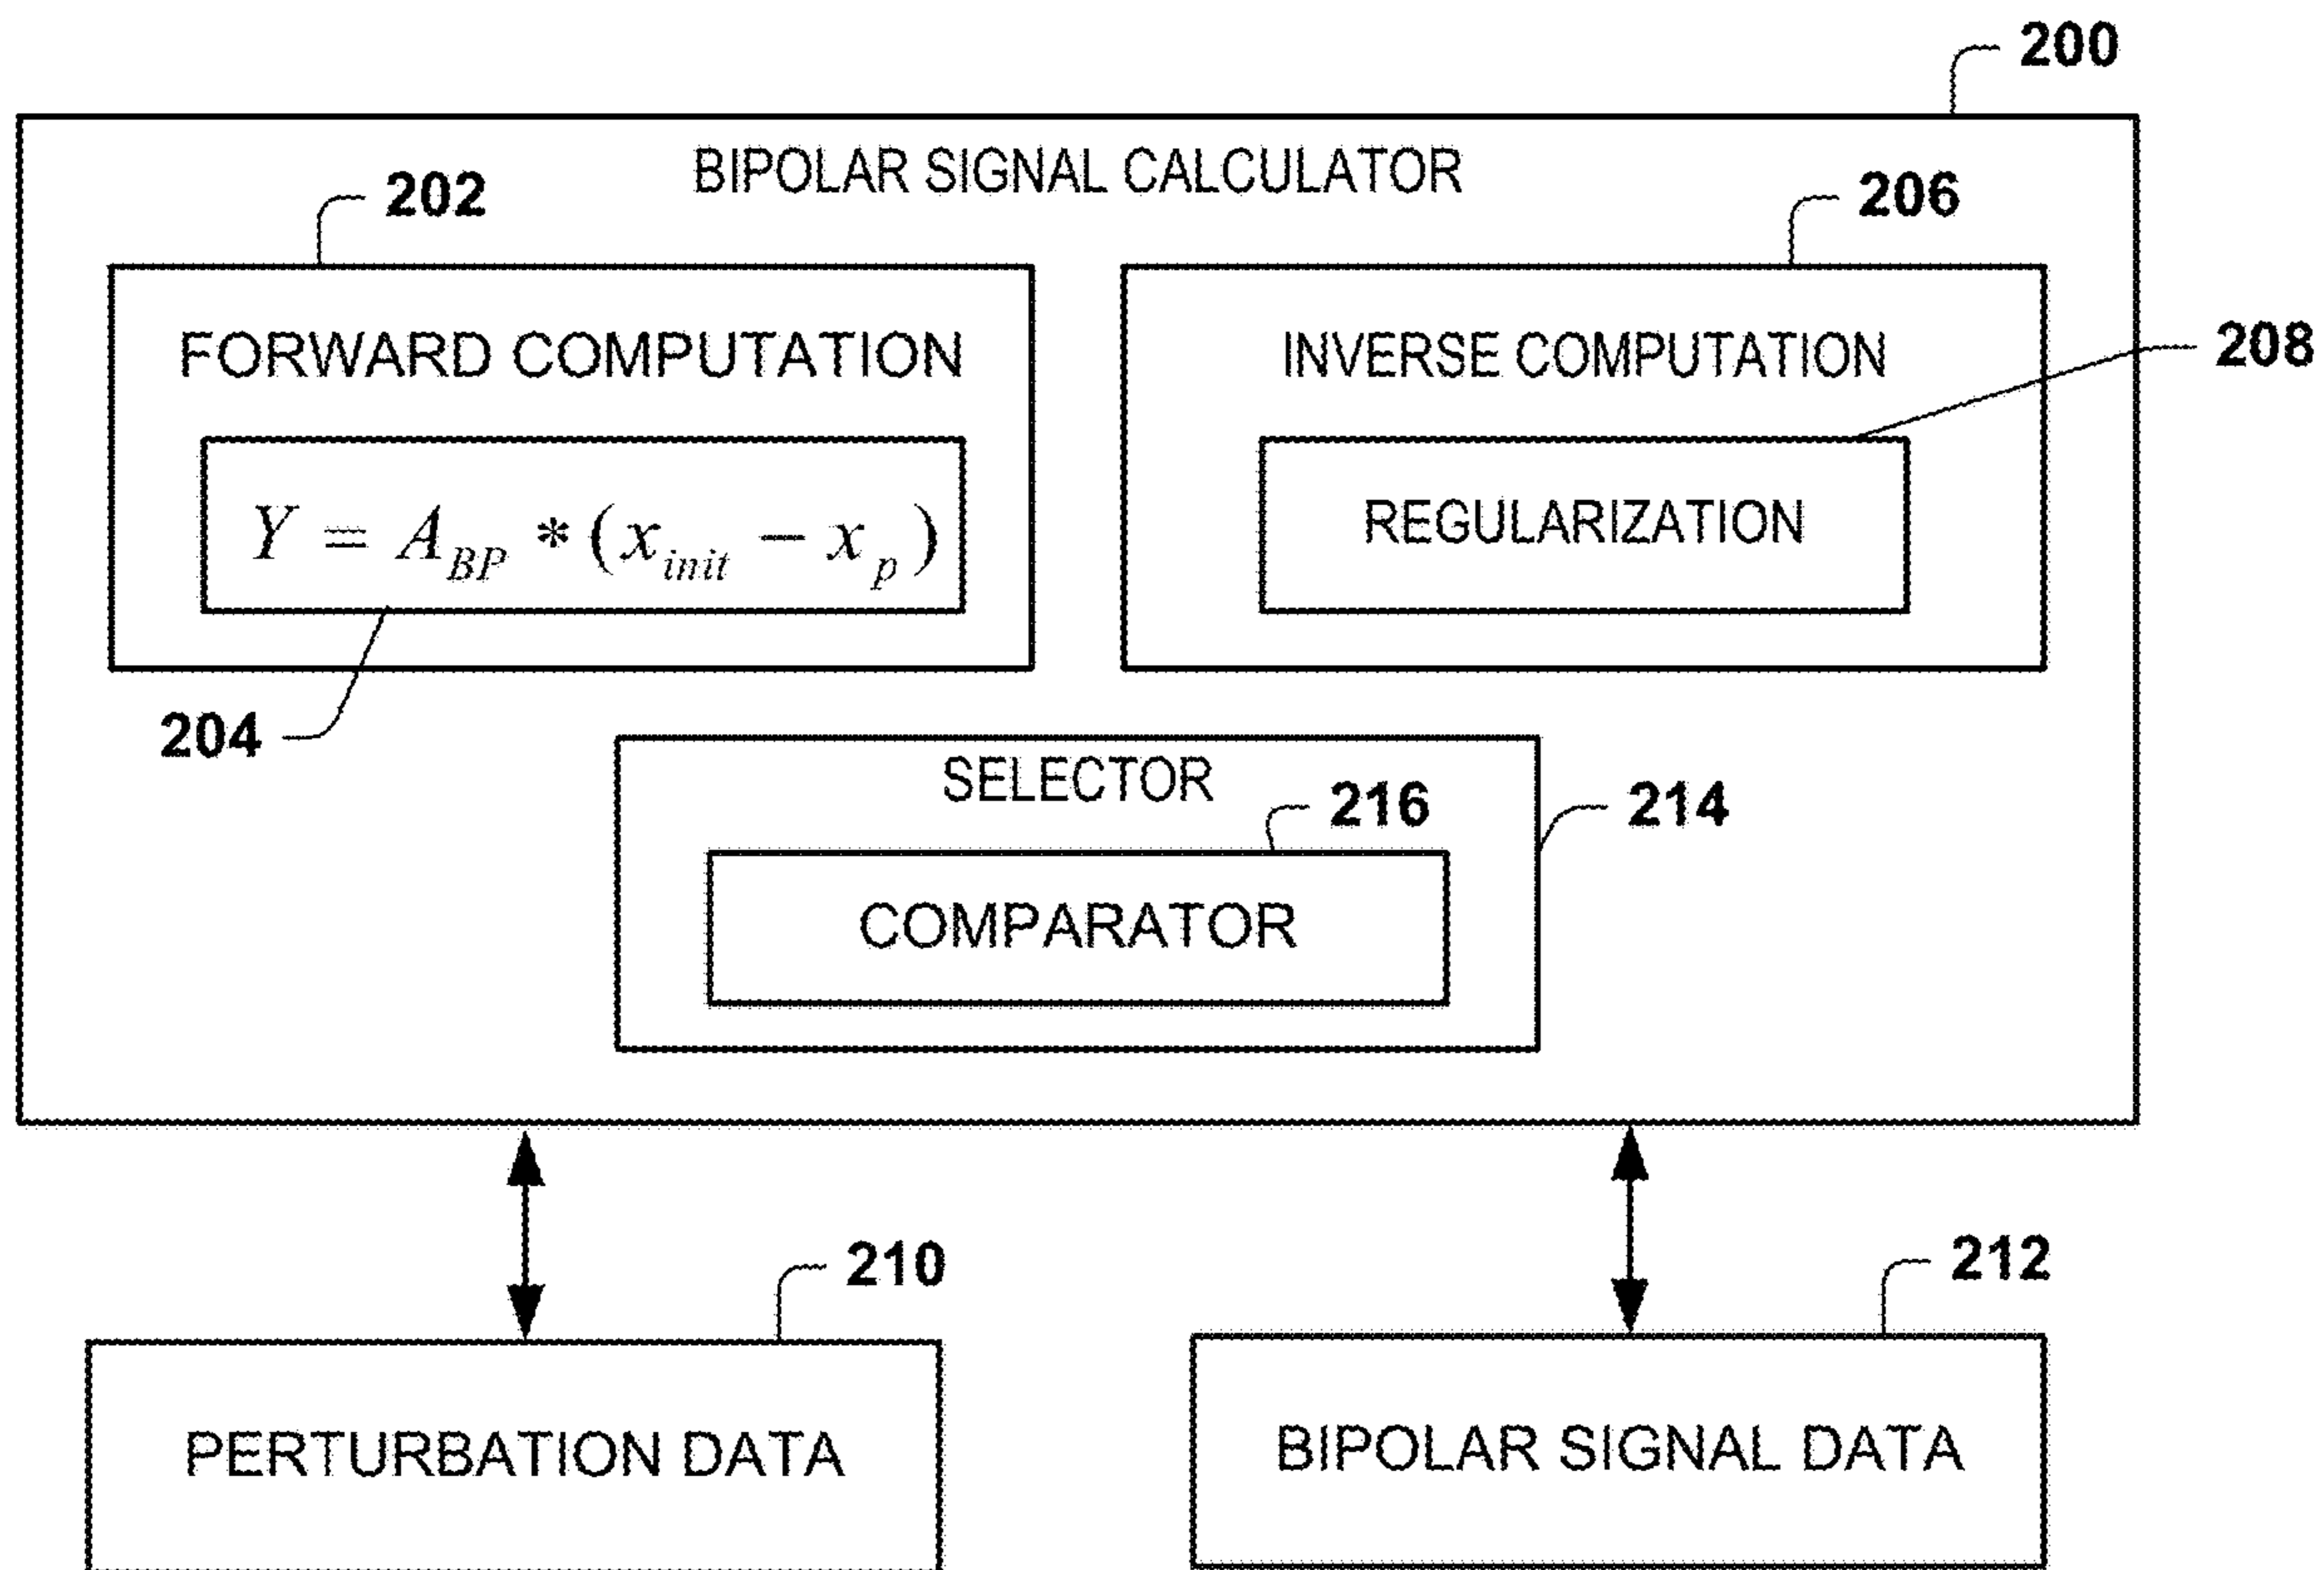 200
BIPOLAR SIGNAL CALCULATOR
202
206
FORWARD COMPUTATION
INVERSE COMPUTATION
208
Y = A_BP * (x_init − x_p)
REGULARIZATION
204
SELECTOR
216
214
COMPARATOR
210
212
PERTURBATION DATA
BIPOLAR SIGNAL DATA